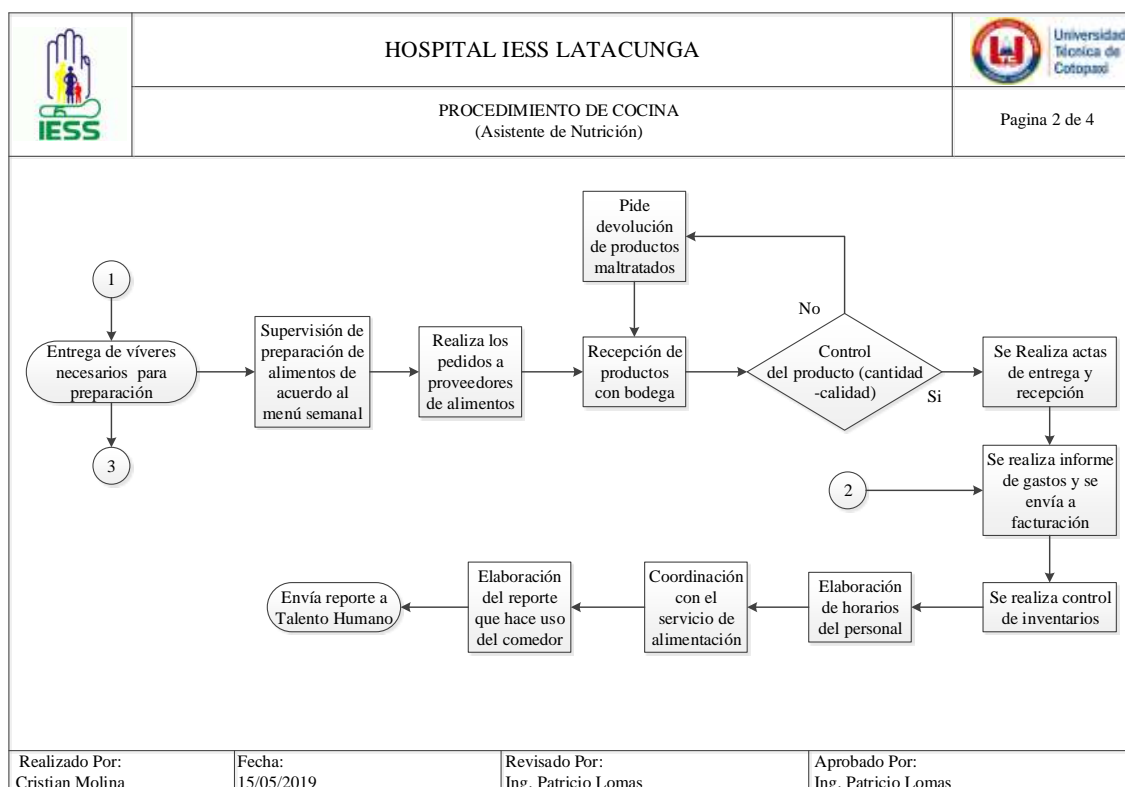 IESS
HOSPITAL IESS LATACUNGA
Universidad
Técnica de
Cotopaxi
PROCEDIMIENTO DE COCINA
(Asistente de Nutrición)
Pagina 2 de 4
Pide
devolución
de productos
maltratados
1
No
Entrega de víveres
necesarios para
preparación
Supervisión de
preparación de
alimentos de
acuerdo al
menú semanal
Realiza los
pedidos a
proveedores
de alimentos
Recepción de
productos
con bodega
Control
del producto (cantidad
-calidad)
Si
Se Realiza actas
de entrega y
recepción
3
2
Se realiza informe
de gastos y se
envía a
facturación
Envía reporte a
Talento Humano
Elaboración
del reporte
que hace uso
del comedor
Coordinación
con el
servicio de
alimentación
Elaboración
de horarios
del personal
Se realiza control
de inventarios
Realizado Por:
Cristian Molina
Fecha:
15/05/2019
Revisado Por:
Ing. Patricio Lomas
Aprobado Por:
Ing. Patricio Lomas